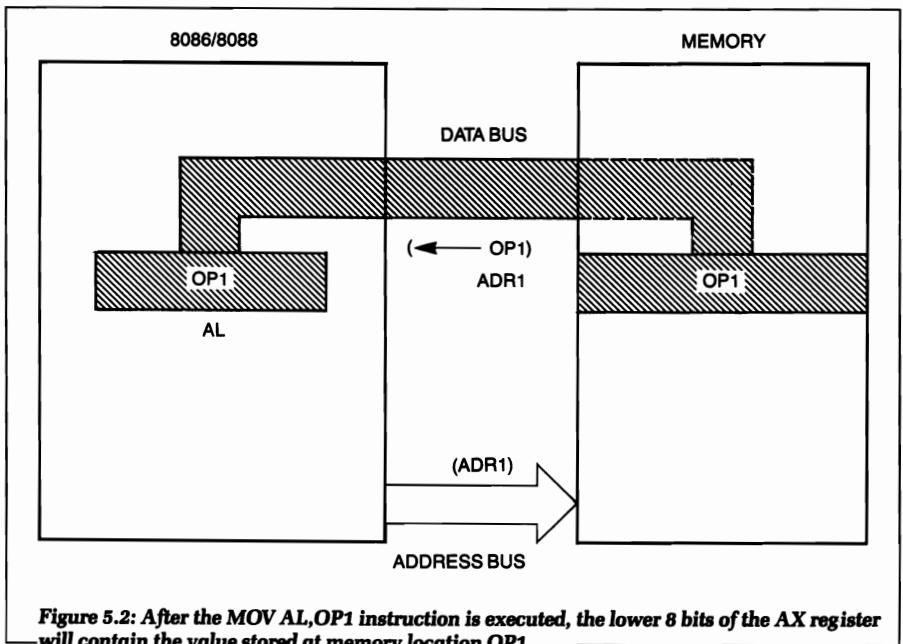 8086/8088
MEMORY
DATA BUS
(← OP1)
ADR1
OP1
OP1
AL
(ADR1)
ADDRESS BUS
Figure 5.2: After the MOV AL,OP1 instruction is executed, the lower 8 bits of the AX register
will contain the value stored at memory location OP1